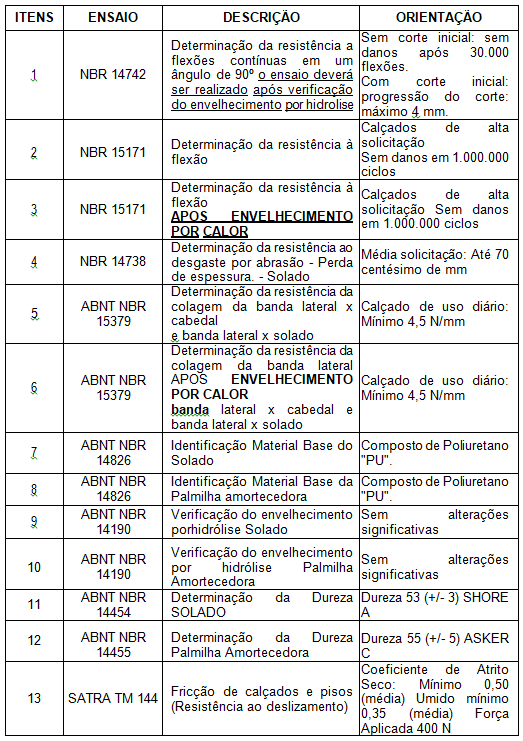 ITENS ENSAIO DESCRIÇÃO ORIENTAÇÃO
1
NBR 14742
Determinação da resistência a
flexões contínuas em um
ângulo de 90º o ensaio deverá
ser realizado após verificação
do envelhecimento por hidrolise
Sem corte inicial: sem
danos após 30.000
flexões.
Com corte inicial:
progressão do corte:
máximo 4 mm.
2
NBR 15171
Determinação da resistência à
flexão
Calçados de alta
solicitação
Sem danos em 1.000.000
ciclos
3
NBR 15171
Determinação da resistência à
flexão
APOS ENVELHECIMENTO
POR CALOR
Calçados de alta
solicitação Sem danos
em 1.000.000 ciclos
4
NBR 14738
Determinação da resistência ao
desgaste por abrasão - Perda
de espessura. - Solado
Média solicitação: Até 70
centésimo de mm
5
ABNT NBR
15379
Determinação da resistência da
colagem da banda lateral x
cabedal
e banda lateral x solado
Calçado de uso diário:
Mínimo 4,5 N/mm
6
ABNT NBR
15379
Determinação da resistência da
colagem da banda lateral
APOS ENVELHECIMENTO
POR CALOR
banda lateral x cabedal e
banda lateral x solado
Calçado de uso diário:
Mínimo 4,5 N/mm
7
ABNT NBR
14826
Identificação Material Base do
Solado
Composto de Poliuretano
"PU".
8
ABNT NBR
14826
Identificação Material Base da
Palmilha amortecedora
Composto de Poliuretano
"PU".
9
ABNT NBR
14190
Verificação do envelhecimento
porhidrólise Solado
Sem alterações
significativas
10
ABNT NBR
14190
Verificação do envelhecimento
por hidrólise Palmilha
Amortecedora
Sem alterações
significativas
11
ABNT NBR
14454
Determinação da Dureza
SOLADO
Dureza 53 (+/- 3) SHORE
A
12
ABNT NBR
14455
Determinação da Dureza
Palmilha Amortecedora
Dureza 55 (+/- 5) ASKER
C
13
SATRA TM 144
Fricção de calçados e pisos
(Resistência ao deslizamento)
Coeficiente de Atrito
Seco: Mínimo 0,50
(média) Umido mínimo
0,35 (média) Força
Aplicada 400 N